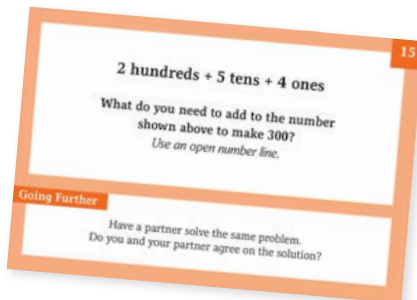 15
2 hundreds + 5 tens + 4 ones
What do you need to add to the number
shown above to make 300?
Use an open number line.
Going Further
Have a partner solve the same problem.
Do you and your partner agree on the solution?